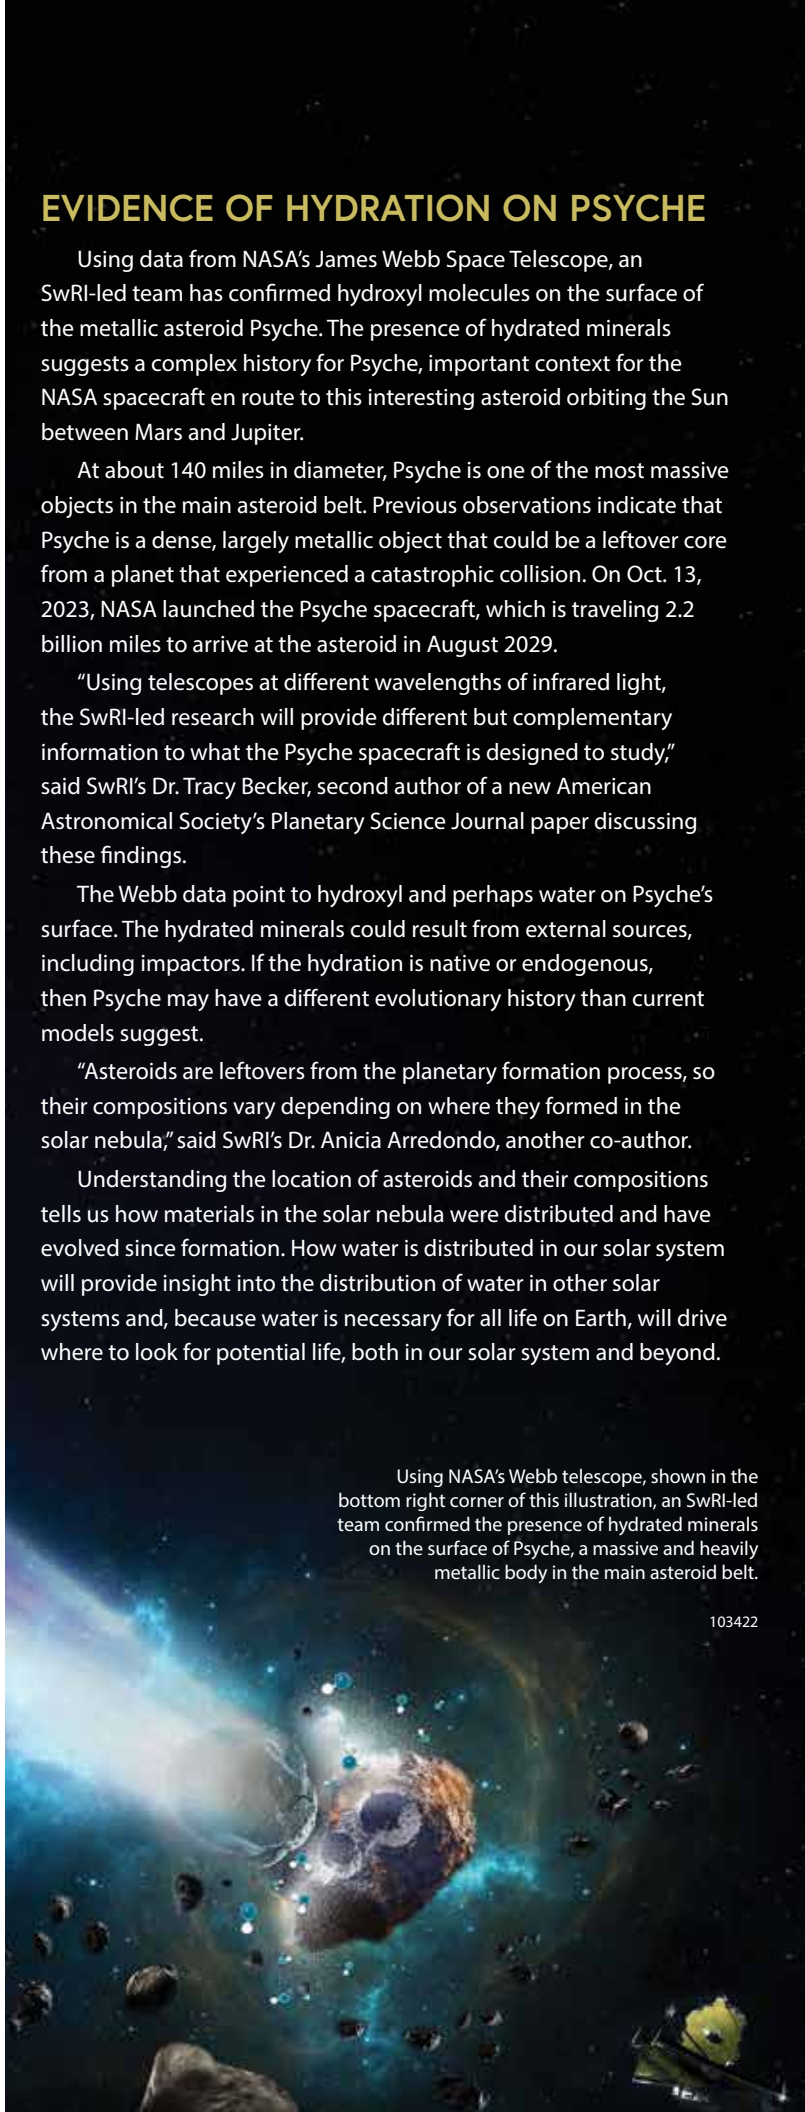 EVIDENCE OF HYDRATION ON PSYCHE
Using data from NASA’s James Webb Space Telescope, an
SwRI-led team has confirmed hydroxyl molecules on the surface of
the metallic asteroid Psyche. The presence of hydrated minerals
suggests a complex history for Psyche, important context for the
NASA spacecraft en route to this interesting asteroid orbiting the Sun
between Mars and Jupiter.
At about 140 miles in diameter, Psyche is one of the most massive
objects in the main asteroid belt. Previous observations indicate that
Psyche is a dense, largely metallic object that could be a leftover core
from a planet that experienced a catastrophic collision. On Oct. 13,
2023, NASA launched the Psyche spacecraft, which is traveling 2.2
billion miles to arrive at the asteroid in August 2029.
“Using telescopes at different wavelengths of infrared light,
the SwRI-led research will provide different but complementary
information to what the Psyche spacecraft is designed to study,”
said SwRI’s Dr. Tracy Becker, second author of a new American
Astronomical Society’s Planetary Science Journal paper discussing
these findings.
The Webb data point to hydroxyl and perhaps water on Psyche’s
surface. The hydrated minerals could result from external sources,
including impactors. If the hydration is native or endogenous,
then Psyche may have a different evolutionary history than current
models suggest.
“Asteroids are leftovers from the planetary formation process, so
their compositions vary depending on where they formed in the
solar nebula,” said SwRI’s Dr. Anicia Arredondo, another co-author.
Understanding the location of asteroids and their compositions
tells us how materials in the solar nebula were distributed and have
evolved since formation. How water is distributed in our solar system
will provide insight into the distribution of water in other solar
systems and, because water is necessary for all life on Earth, will drive
where to look for potential life, both in our solar system and beyond.
Using NASA’s Webb telescope, shown in the
bottom right corner of this illustration, an SwRI-led
team confirmed the presence of hydrated minerals
on the surface of Psyche, a massive and heavily
metallic body in the main asteroid belt.
103422